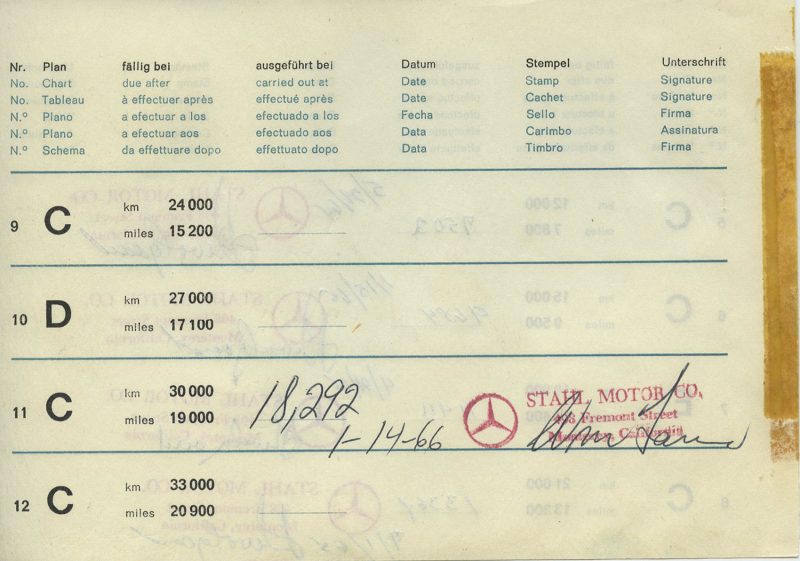 Nr. Plan fällig bei ausgeführt bei Datum Stempel Unterschrift
No. Chart due after carried out at Date Stamp Signature
No. Tableau à effectuer après effectué après Date Cachet Signature
N.º Plano a efectuar a los efectuado a los Fecha Sello Firma
N.º Plano a efectuar aos efectuado aos Data Carimbo Assinatura
N.º Schema da effettuare dopo effettuato dopo Data Timbro Firma
9 C km 24 000
miles 15 200
10 D km 27 000
miles 17 100
11 C km 30 000
miles 19 000
18,292
1-14-66
STAHL MOTOR CO.
Fremont Street
Monterey, California
12 C km 33 000
miles 20 900